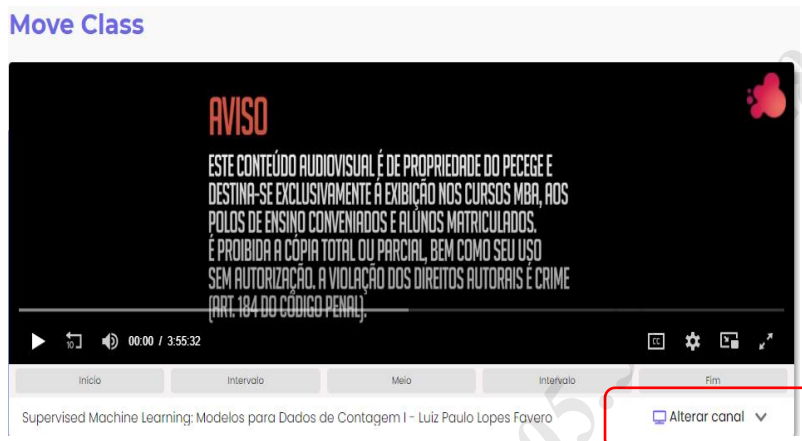 Move Class
AVISO
ESTE CONTEÚDO AUDIOVISUAL É DE PROPRIEDADE DO PECEGE E
DESTINA-SE EXCLUSIVAMENTE Á EXIBIÇÃO NOS CURSOS MBA, AOS
POLOS DE ENSINO CONVENIADOS E ALUNOS MATRICULADOS.
É PROIBIDA A CÓPIA TOTAL OU PARCIAL, BEM COMO SEU USO
SEM AUTORIZAÇÃO. A VIOLAÇÃO DOS DIREITOS AUTORAIS É CRIME
(ART. 184 DO CÓDIGO PENAL).
10 00:00 / 3:55:32 CC
Início Intervalo Meio Intervalo Fim
Supervised Machine Learning: Modelos para Dados de Contagem I - Luiz Paulo Lopes Favero Alterar canal